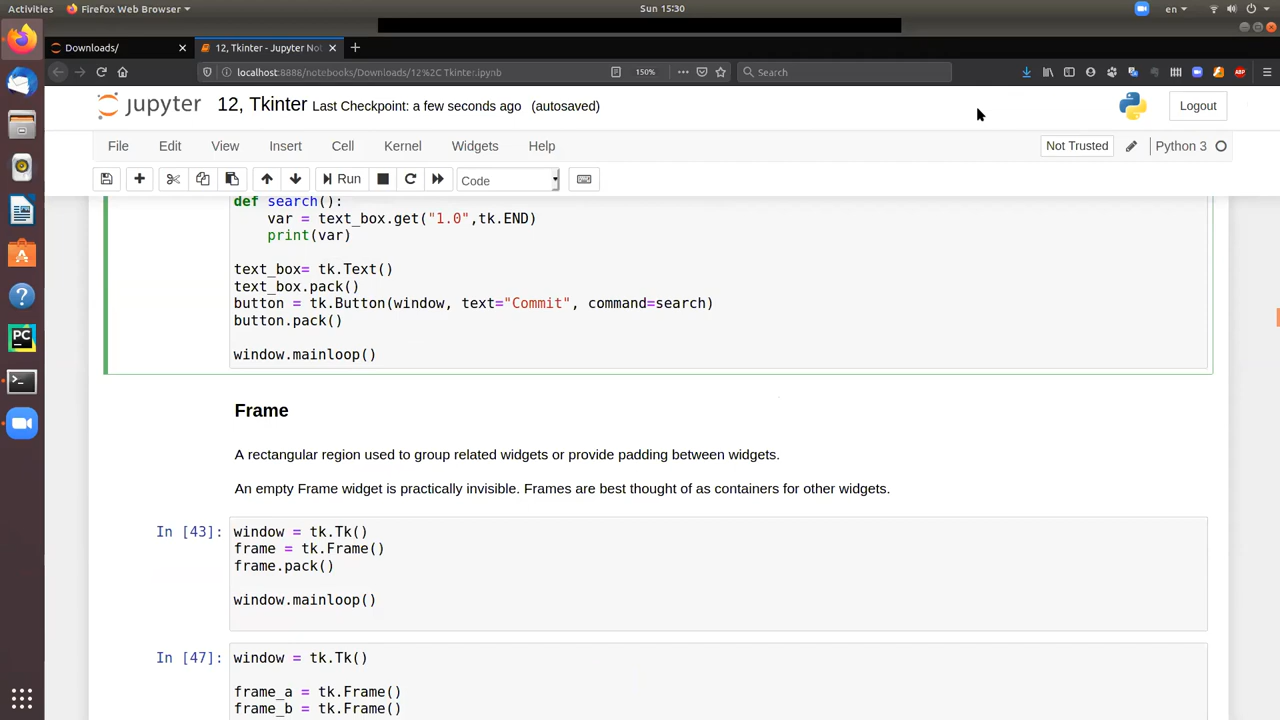 Activities Firefox Web Browser Sun 15:30 en
Downloads/ 12, Tkinter - Jupyter No
localhost:8888/notebooks/Downloads/12%2C Tkinter.ipynb 150% Search
jupyter 12, Tkinter Last Checkpoint: a few seconds ago (autosaved) Logout
File Edit View Insert Cell Kernel Widgets Help Not Trusted Python 3
Run Code
def search():
var = text_box.get("1.0",tk.END)
print(var)
text_box= tk.Text()
text_box.pack()
button = tk.Button(window, text="Commit", command=search)
button.pack()
window.mainloop()
Frame
A rectangular region used to group related widgets or provide padding between widgets.
An empty Frame widget is practically invisible. Frames are best thought of as containers for other widgets.
In [43]: window = tk.Tk()
frame = tk.Frame()
frame.pack()
window.mainloop()
In [47]: window = tk.Tk()
frame_a = tk.Frame()
frame_b = tk.Frame()